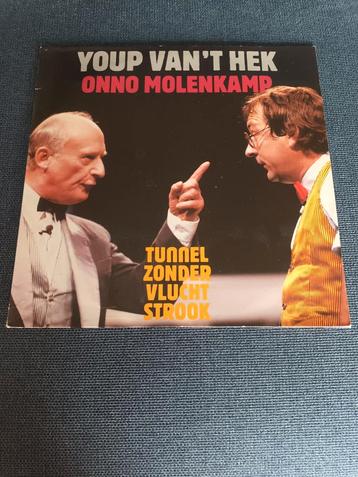 YOUP VAN'T HEK
ONNO MOLENKAMP
TUNNEL
ZONDER
VLUCHT
STROOK